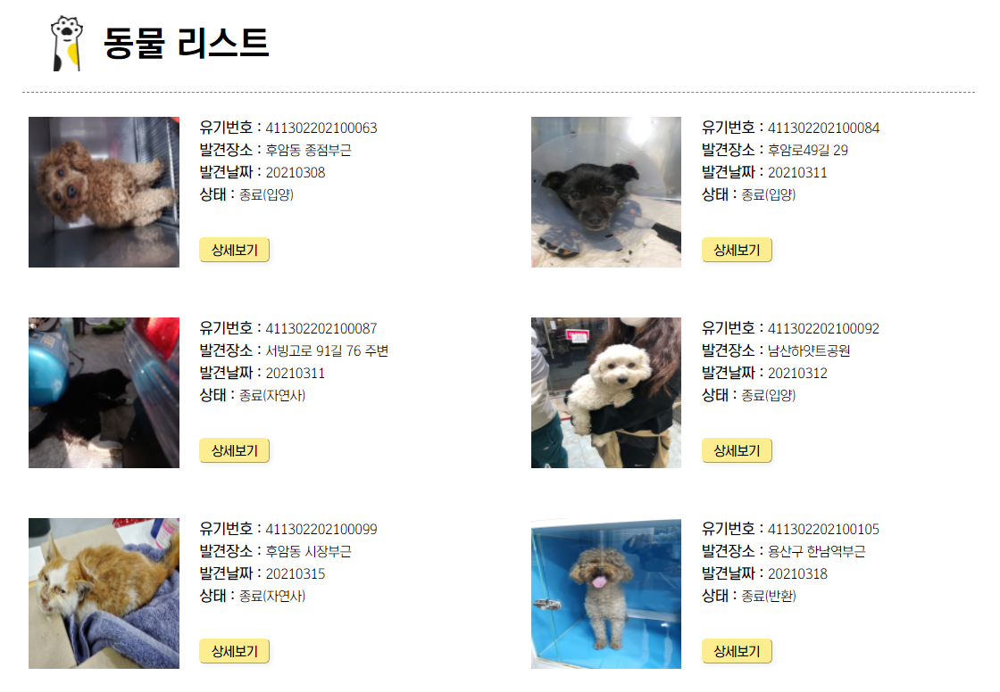 동물 리스트
유기번호 : 411302202100063
발견장소 : 후암동 종점부근
발견날짜 : 20210308
상태 : 종료(입양)
상세보기
유기번호 : 411302202100084
발견장소 : 후암로49길 29
발견날짜 : 20210311
상태 : 종료(입양)
상세보기
유기번호 : 411302202100087
발견장소 : 서빙고로 91길 76 주변
발견날짜 : 20210311
상태 : 종료(자연사)
상세보기
유기번호 : 411302202100092
발견장소 : 남산하얏트공원
발견날짜 : 20210312
상태 : 종료(입양)
상세보기
유기번호 : 411302202100099
발견장소 : 후암동 시장부근
발견날짜 : 20210315
상태 : 종료(자연사)
상세보기
유기번호 : 411302202100105
발견장소 : 용산구 한남역부근
발견날짜 : 20210318
상태 : 종료(반환)
상세보기